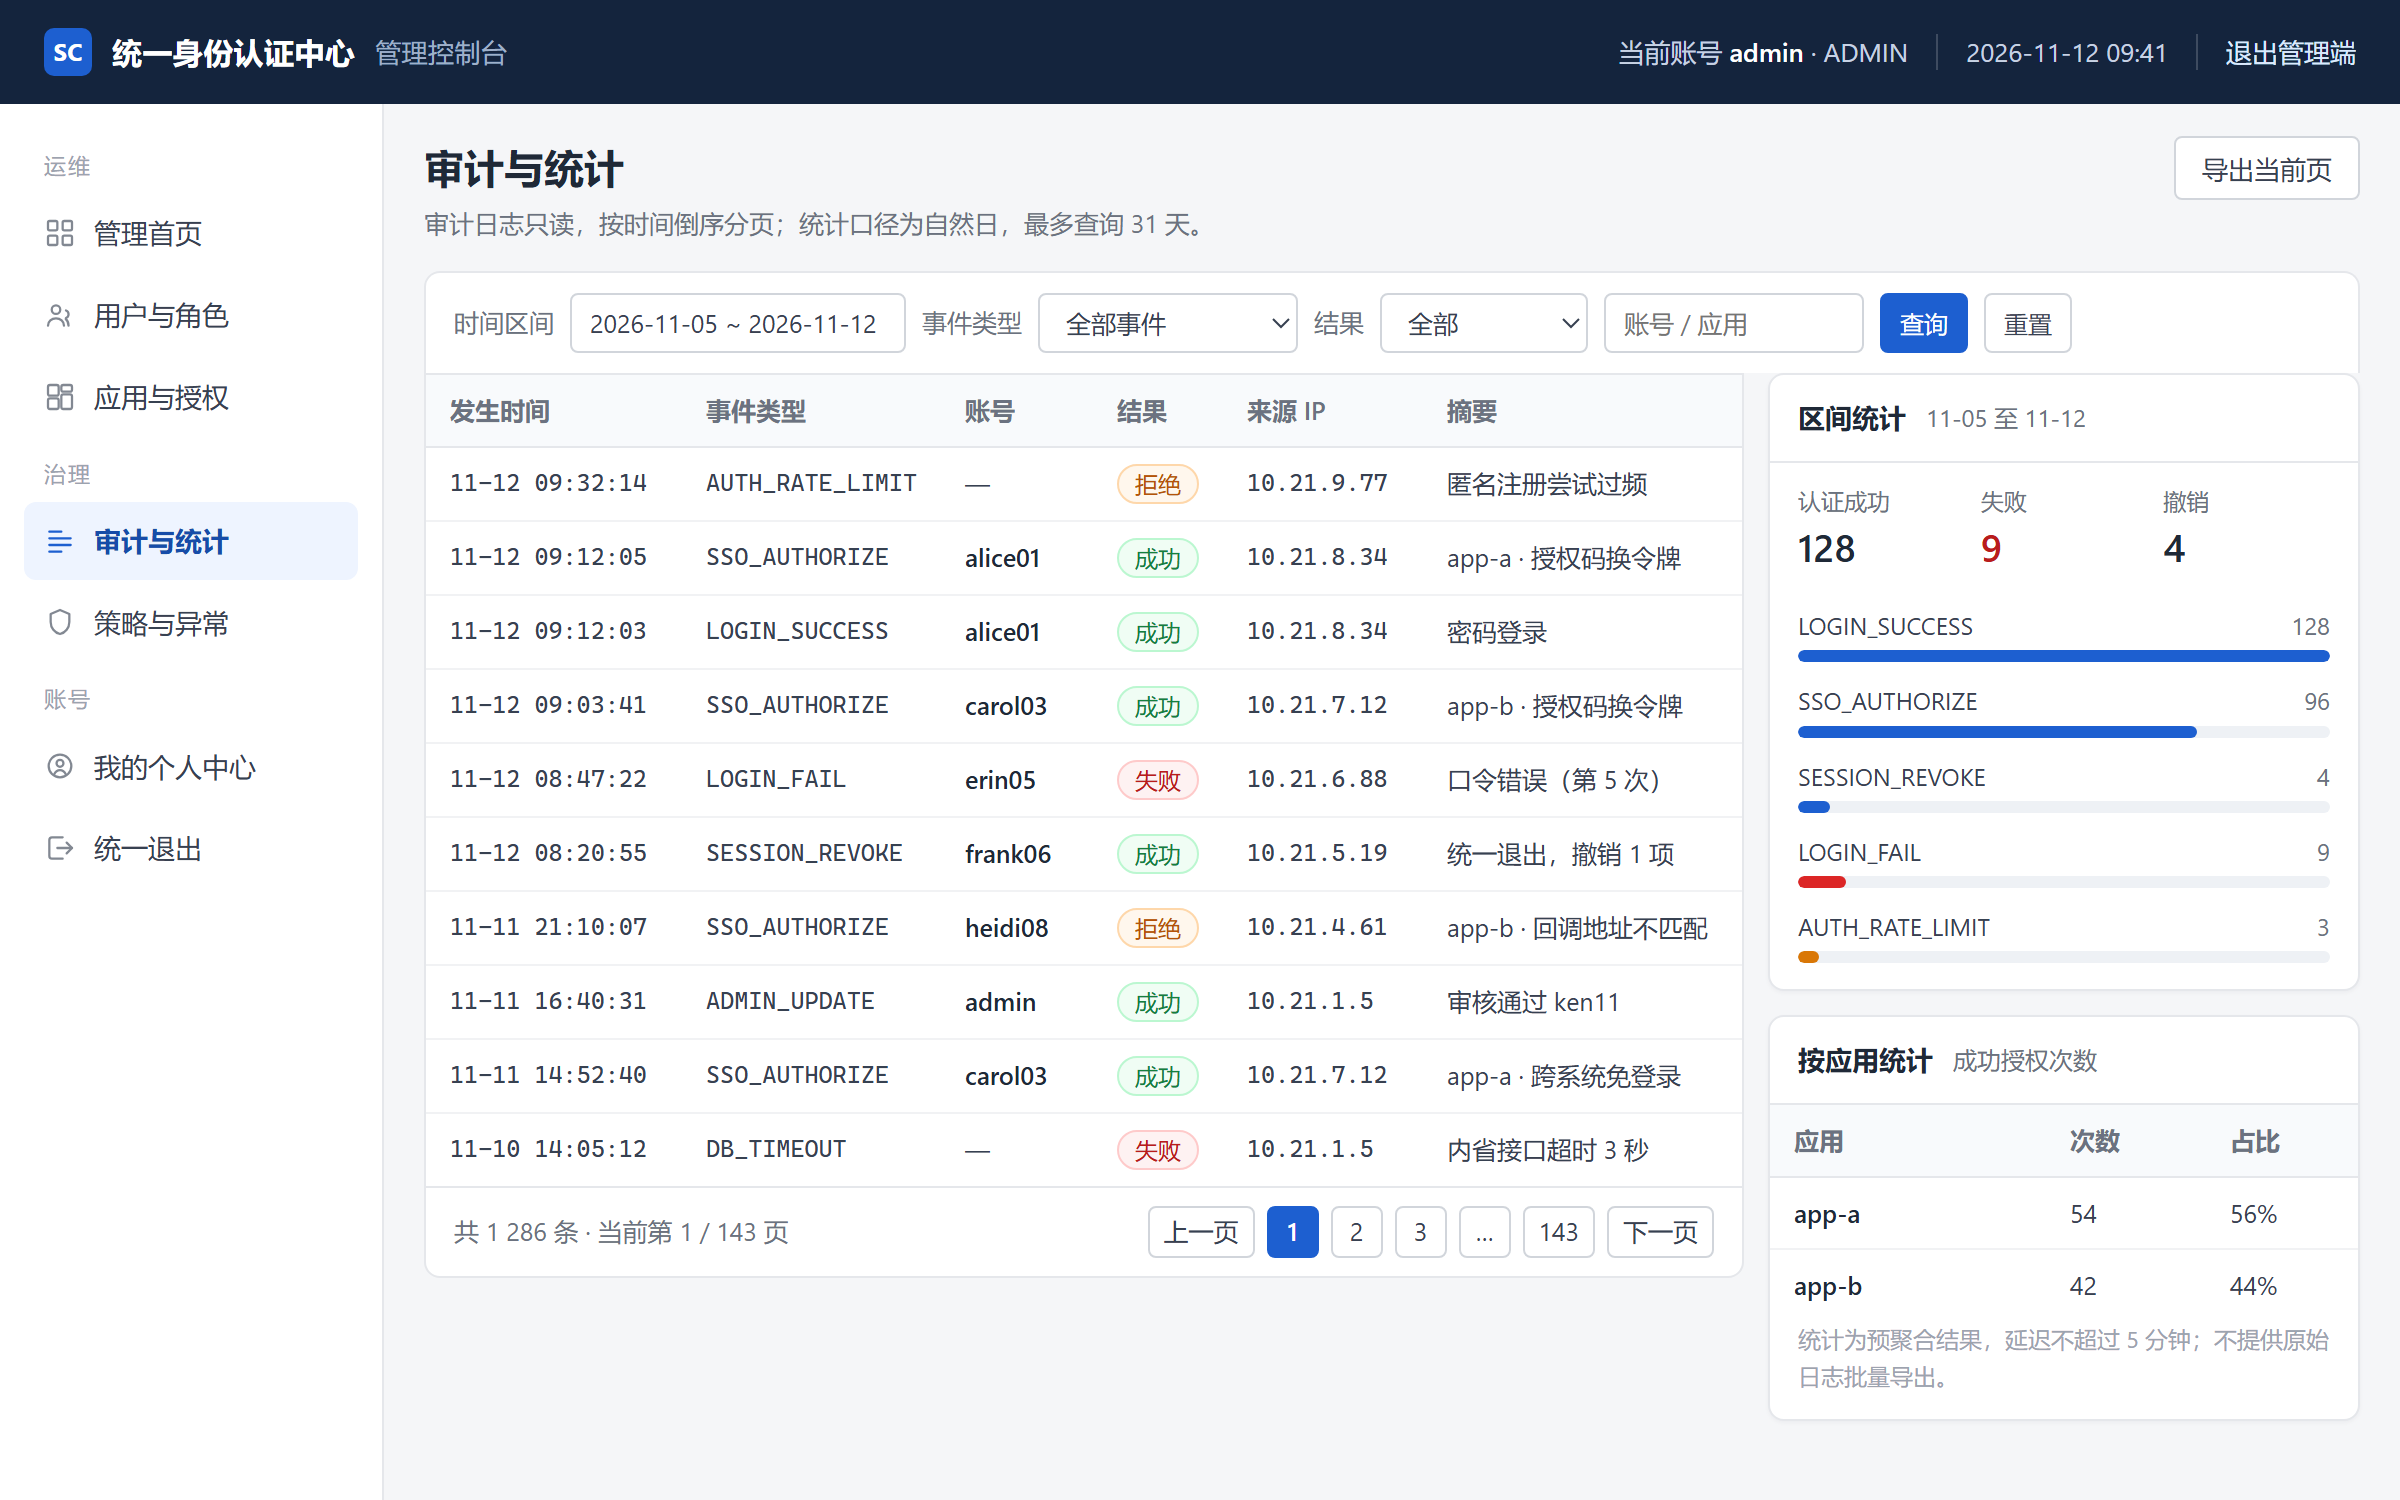 SC 统一身份认证中心 管理控制台
当前账号 admin · ADMIN 2026-11-12 09:41 退出管理端
运维
管理首页
用户与角色
应用与授权
治理
审计与统计
策略与异常
账号
我的个人中心
统一退出
审计与统计
审计日志只读，按时间倒序分页；统计口径为自然日，最多查询 31 天。
导出当前页
时间区间 2026-11-05 ~ 2026-11-12 事件类型 全部事件 结果 全部 账号 / 应用 查询 重置
发生时间 事件类型 账号 结果 来源 IP 摘要
11-12 09:32:14 AUTH_RATE_LIMIT — 拒绝 10.21.9.77 匿名注册尝试过频
11-12 09:12:05 SSO_AUTHORIZE alice01 成功 10.21.8.34 app-a · 授权码换令牌
11-12 09:12:03 LOGIN_SUCCESS alice01 成功 10.21.8.34 密码登录
11-12 09:03:41 SSO_AUTHORIZE carol03 成功 10.21.7.12 app-b · 授权码换令牌
11-12 08:47:22 LOGIN_FAIL erin05 失败 10.21.6.88 口令错误（第 5 次）
11-12 08:20:55 SESSION_REVOKE frank06 成功 10.21.5.19 统一退出，撤销 1 项
11-11 21:10:07 SSO_AUTHORIZE heidi08 拒绝 10.21.4.61 app-b · 回调地址不匹配
11-11 16:40:31 ADMIN_UPDATE admin 成功 10.21.1.5 审核通过 ken11
11-11 14:52:40 SSO_AUTHORIZE carol03 成功 10.21.7.12 app-a · 跨系统免登录
11-10 14:05:12 DB_TIMEOUT — 失败 10.21.1.5 内省接口超时 3 秒
共 1 286 条 · 当前第 1 / 143 页 上一页 1 2 3 ... 143 下一页
区间统计 11-05 至 11-12
认证成功 失败 撤销
128 9 4
LOGIN_SUCCESS 128
SSO_AUTHORIZE 96
SESSION_REVOKE 4
LOGIN_FAIL 9
AUTH_RATE_LIMIT 3
按应用统计 成功授权次数
应用 次数 占比
app-a 54 56%
app-b 42 44%
统计为预聚合结果，延迟不超过 5 分钟；不提供原始
日志批量导出。